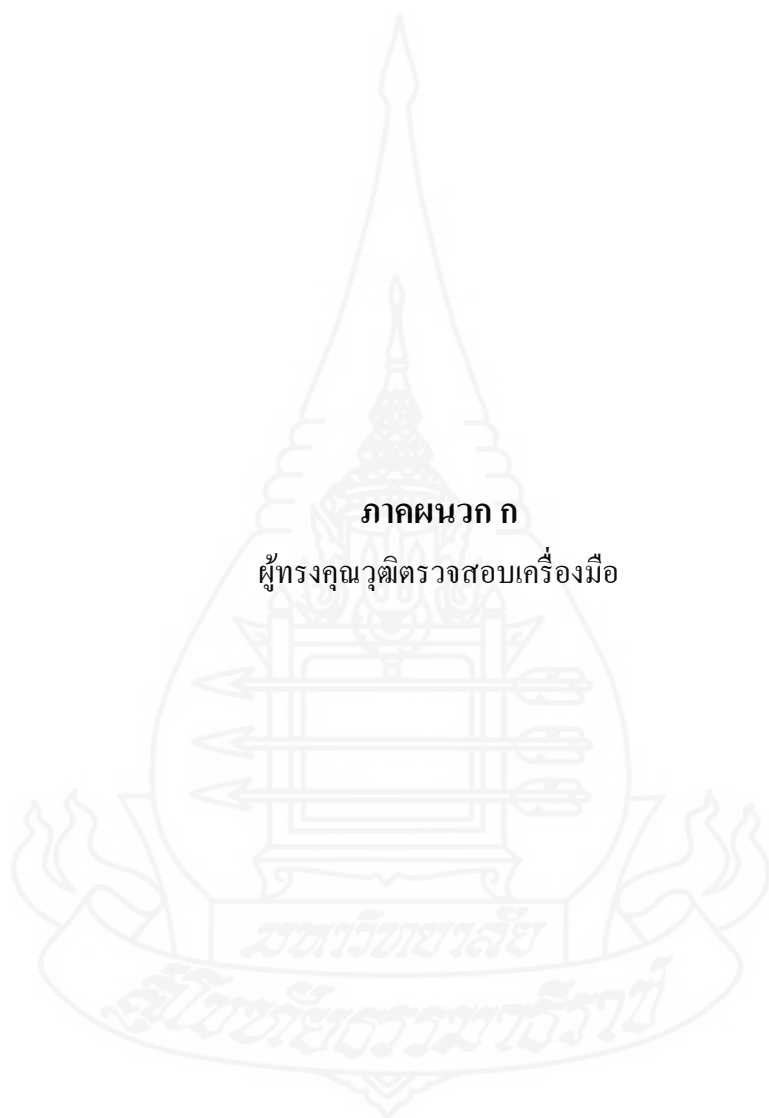 ภาคผนวก ก
ผู้ทรงคุณวุฒิตรวจสอบเครื่องมือ
มหาวิทยาลัย
สุโขทัยธรรมาธิราช